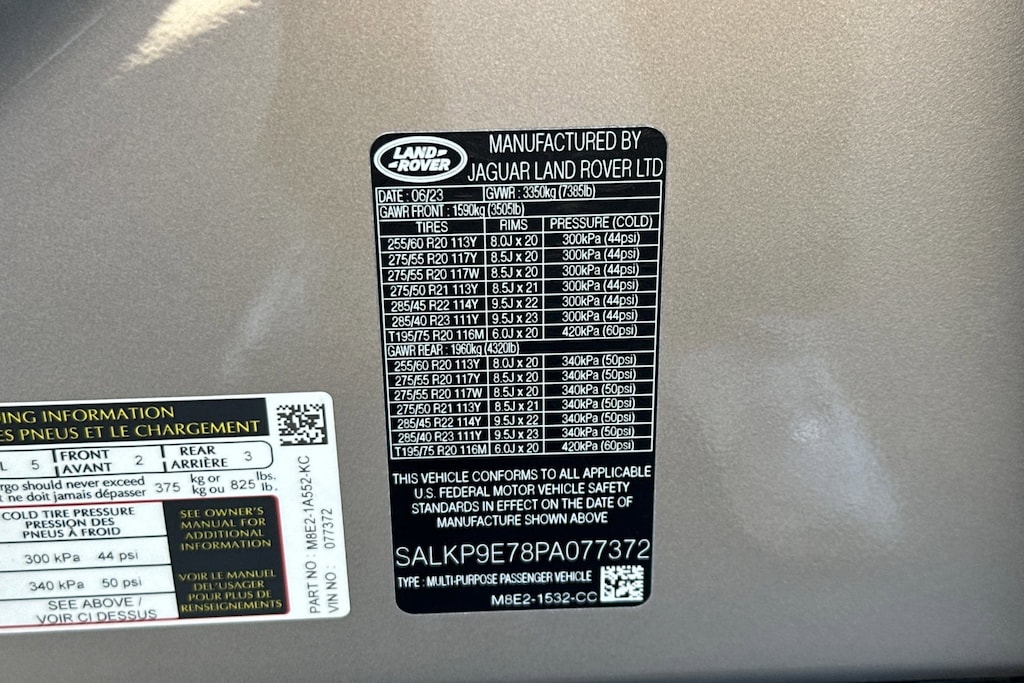 LAND-
-ROVER
MANUFACTURED BY
JAGUAR LAND ROVER LTD
DATE : 06/23 GVWR : 3350kg (7385lb)
GAWR FRONT : 1590kg (3505lb)
TIRES RIMS PRESSURE (COLD)
255/60 R20 113Y 8.0J x 20 300kPa (44psi)
275/55 R20 117Y 8.5J x 20 300kPa (44psi)
275/55 R20 117W 8.5J x 20 300kPa (44psi)
275/50 R21 113Y 8.5J x 21 300kPa (44psi)
285/45 R22 114Y 9.5J x 22 300kPa (44psi)
285/40 R23 111Y 9.5J x 23 300kPa (44psi)
T195/75 R20 116M 6.0J x 20 420kPa (60psi)
GAWR REAR : 1960kg (4320lb)
255/60 R20 113Y 8.0J x 20 340kPa (50psi)
275/55 R20 117Y 8.5J x 20 340kPa (50psi)
275/55 R20 117W 8.5J x 20 340kPa (50psi)
275/50 R21 113Y 8.5J x 21 340kPa (50psi)
285/45 R22 114Y 9.5J x 22 340kPa (50psi)
285/40 R23 111Y 9.5J x 23 340kPa (50psi)
T195/75 R20 116M 6.0J x 20 420kPa (60psi)
THIS VEHICLE CONFORMS TO ALL APPLICABLE
U.S. FEDERAL MOTOR VEHICLE SAFETY
STANDARDS IN EFFECT ON THE DATE OF
MANUFACTURE SHOWN ABOVE
SALKP9E78PA077372
TYPE : MULTI-PURPOSE PASSENGER VEHICLE
M8E2-1532-CC
ING INFORMATION
ES PNEUS ET LE CHARGEMENT
L 5 FRONT AVANT 2 REAR ARRIÈRE 3
rgo should never exceed 375 kg or 825 lbs.
t ne doit jamais dépasser kg ou lb.
COLD TIRE PRESSURE
PRESSION DES
PNEUS À FROID
300 kPa 44 psi
340 kPa 50 psi
SEE ABOVE /
VOIR CI DESSUS
SEE OWNER'S
MANUAL FOR
ADDITIONAL
INFORMATION
VOIR LE MANUEL
DEL'USAGER
POUR PLUS DE
RENSEIGNEMENTS
PART NO : M8E2-1A552-KC
VIN NO : 077372